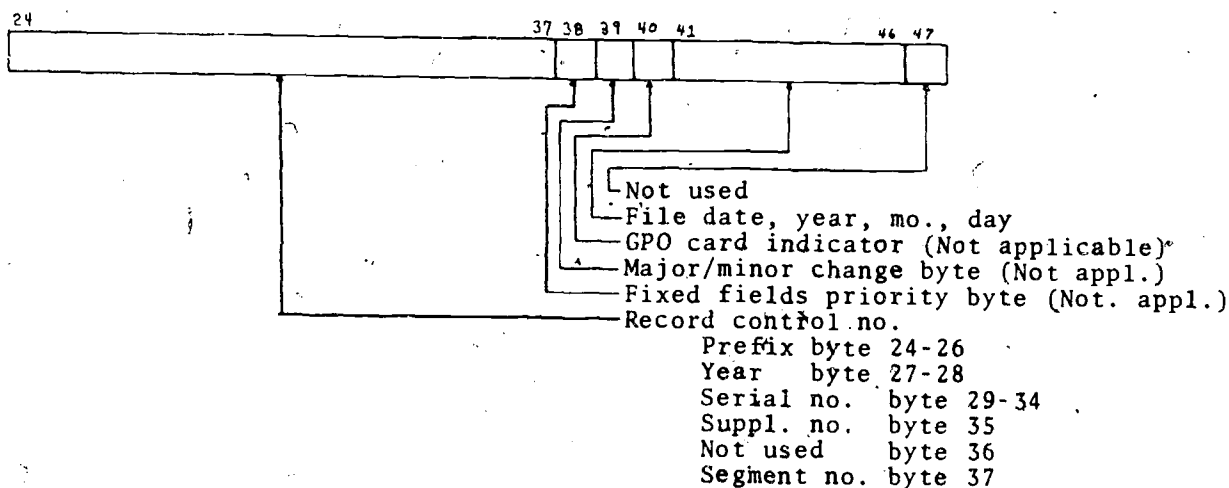 24 37 38 39 40 41 46 47
Not used
File date, year, mo., day
GPO card indicator (Not applicable)
Major/minor change byte (Not appl.)
Fixed fields priority byte (Not. appl.)
Record control no.
Prefix byte 24-26
Year byte 27-28
Serial no. byte 29-34
Suppl. no. byte 35
Not used byte 36
Segment no. byte 37